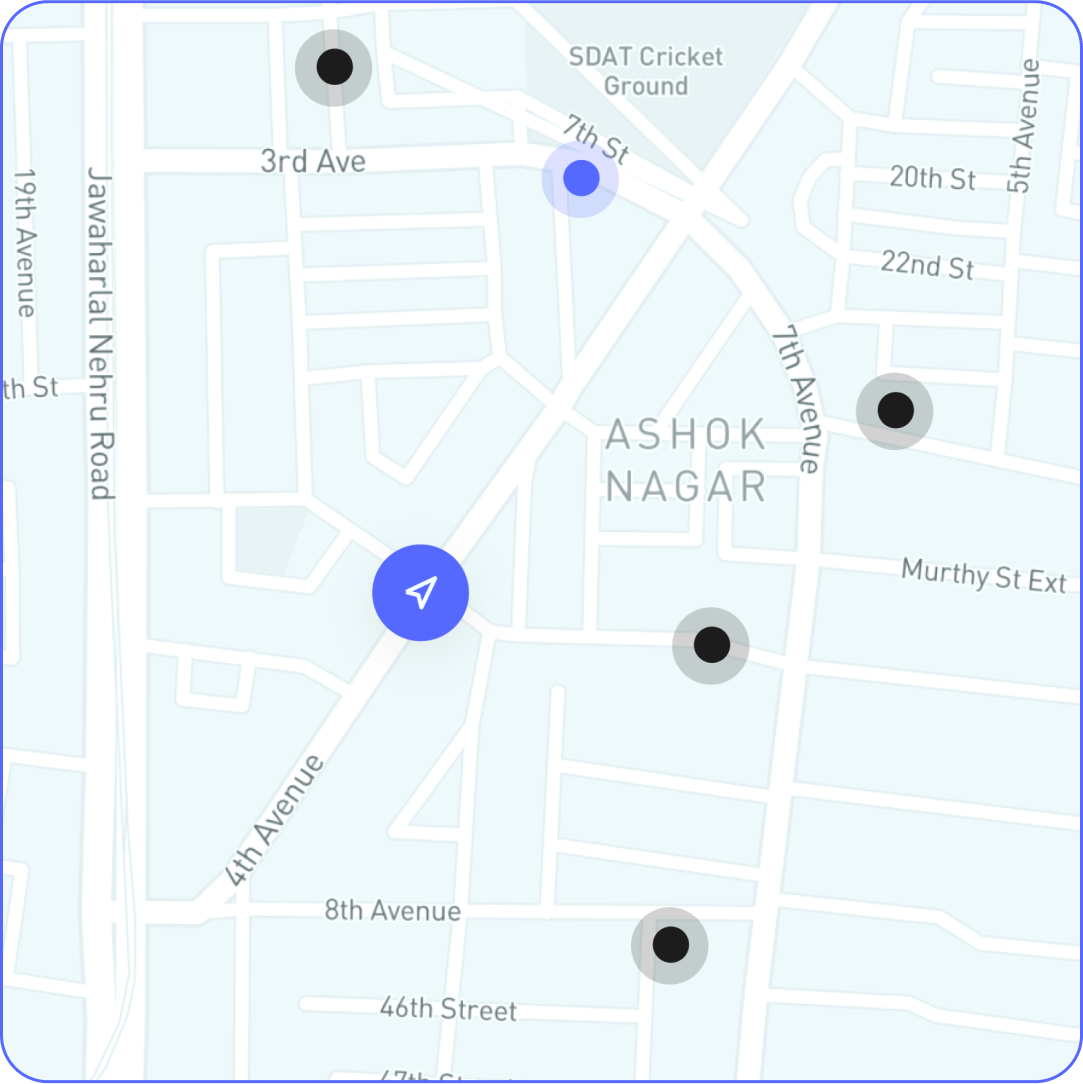 SDAT Cricket
Ground
7th St
3rd Ave
5th Avenue
20th St
19th Avenue
Jawaharlal Nehru Road
22nd St
7th Avenue
th St
ASHOK
NAGAR
Murthy St Ext
4th Avenue
8th Avenue
46th Street